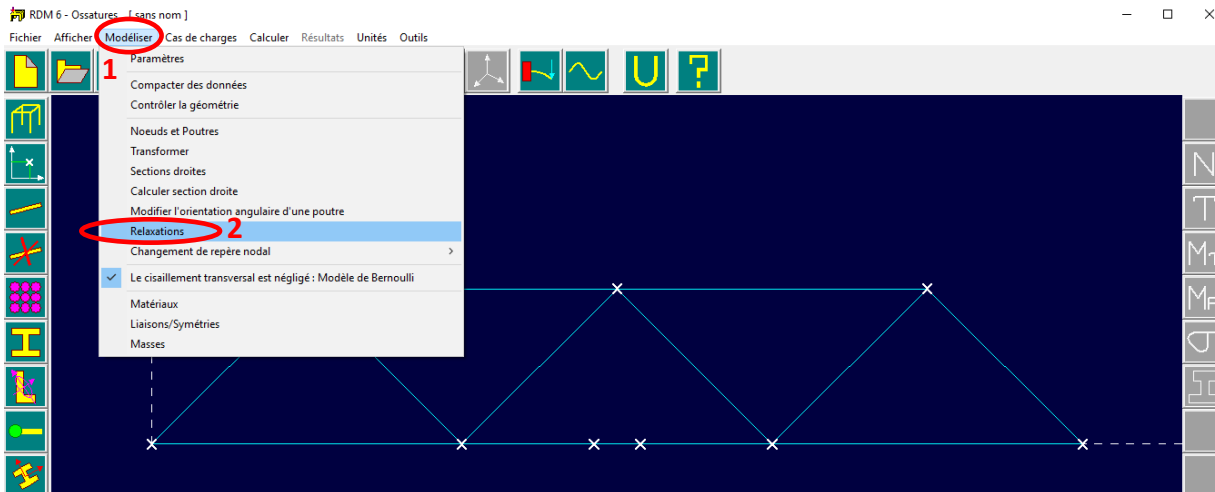 RDM 6 - Ossatures [ sans nom ]
Fichier Afficher Modéliser Cas de charges Calculer Résultats Unités Outils
1
Paramètres
Compacter des données
Contrôler la géométrie
Noeuds et Poutres
Transformer
Sections droites
Calculer section droite
Modifier l'orientation angulaire d'une poutre
Relaxations 2
Changement de repère nodal
Le cisaillement transversal est négligé : Modèle de Bernoulli
Matériaux
Liaisons/Symétries
Masses
N
T